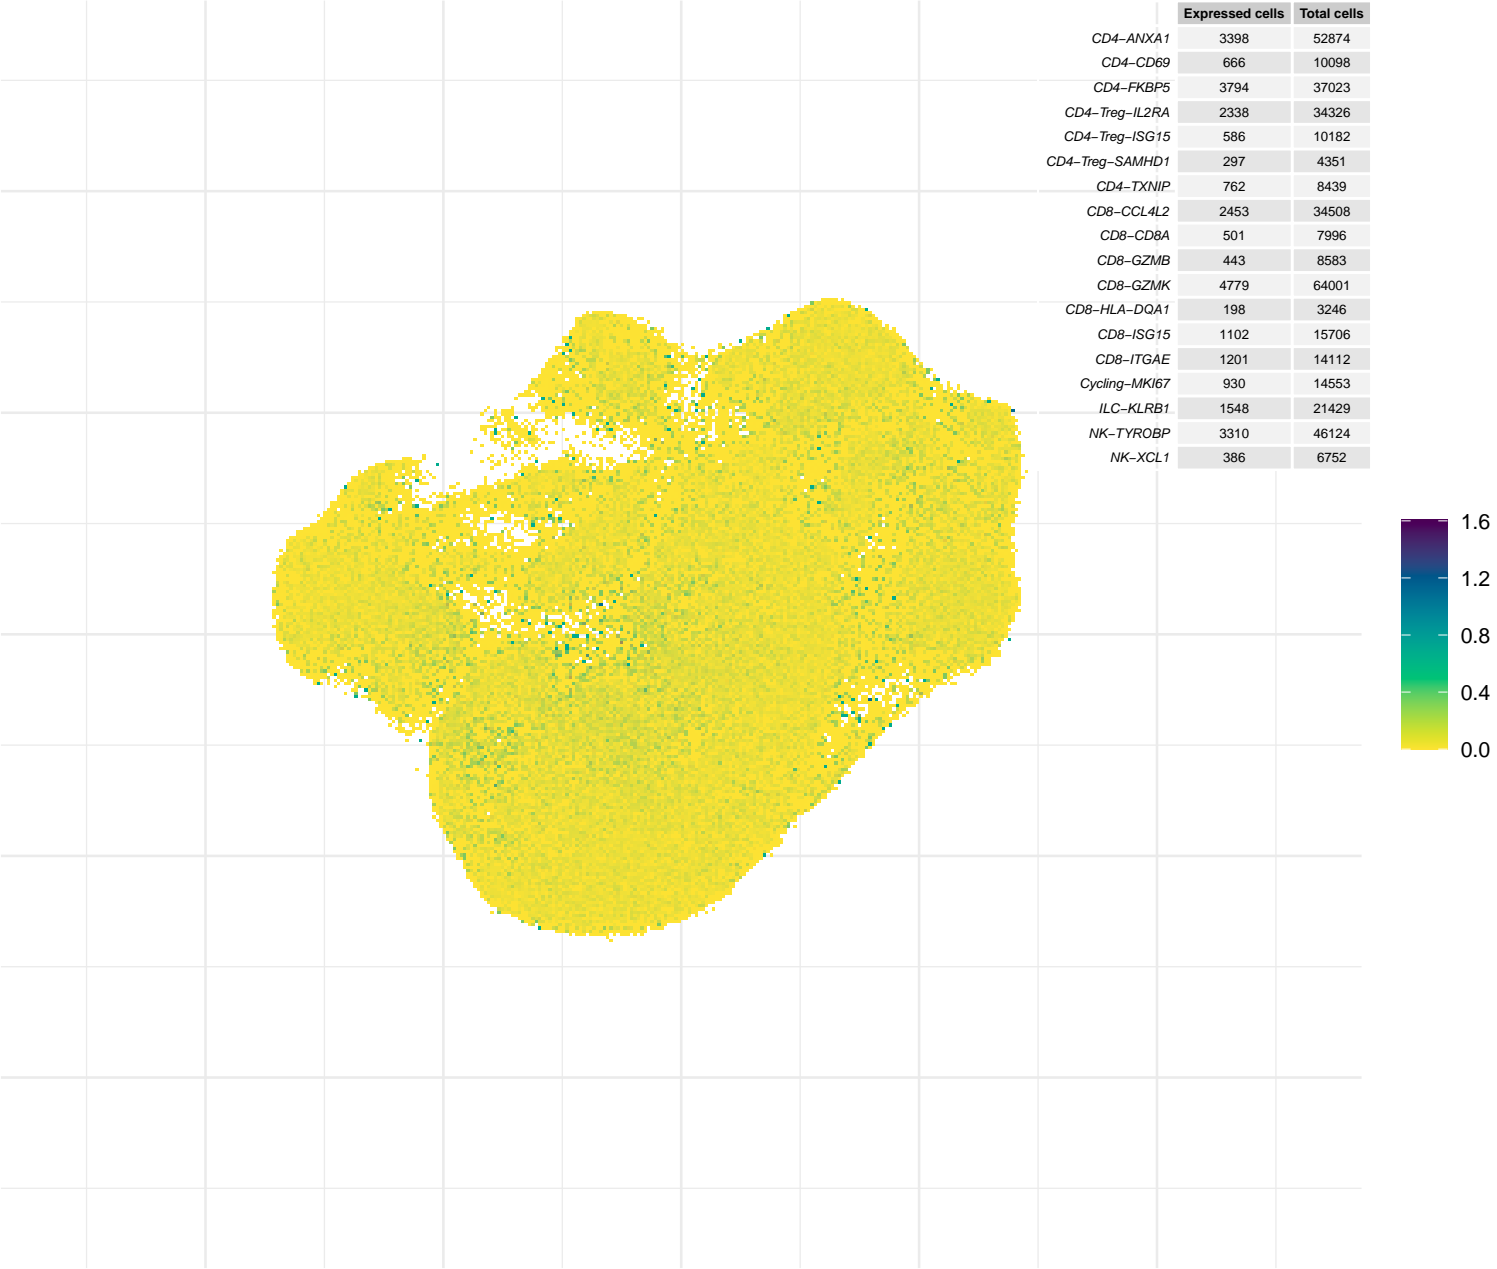 Expressed cells Total cells
CD4−ANXA1 3398 52874
CD4−CD69 666 10098
CD4−FKBP5 3794 37023
CD4−Treg−IL2RA 2338 34326
CD4−Treg−ISG15 586 10182
CD4−Treg−SAMHD1 297 4351
CD4−TXNIP 762 8439
CD8−CCL4L2 2453 34508
CD8−CD8A 501 7996
CD8−GZMB 443 8583
CD8−GZMK 4779 64001
CD8−HLA−DQA1 198 3246
CD8−ISG15 1102 15706
CD8−ITGAE 1201 14112
Cycling−MKI67 930 14553
ILC−KLRB1 1548 21429
NK−TYROBP 3310 46124
NK−XCL1 386 6752
1.6
1.2
0.8
0.4
0.0